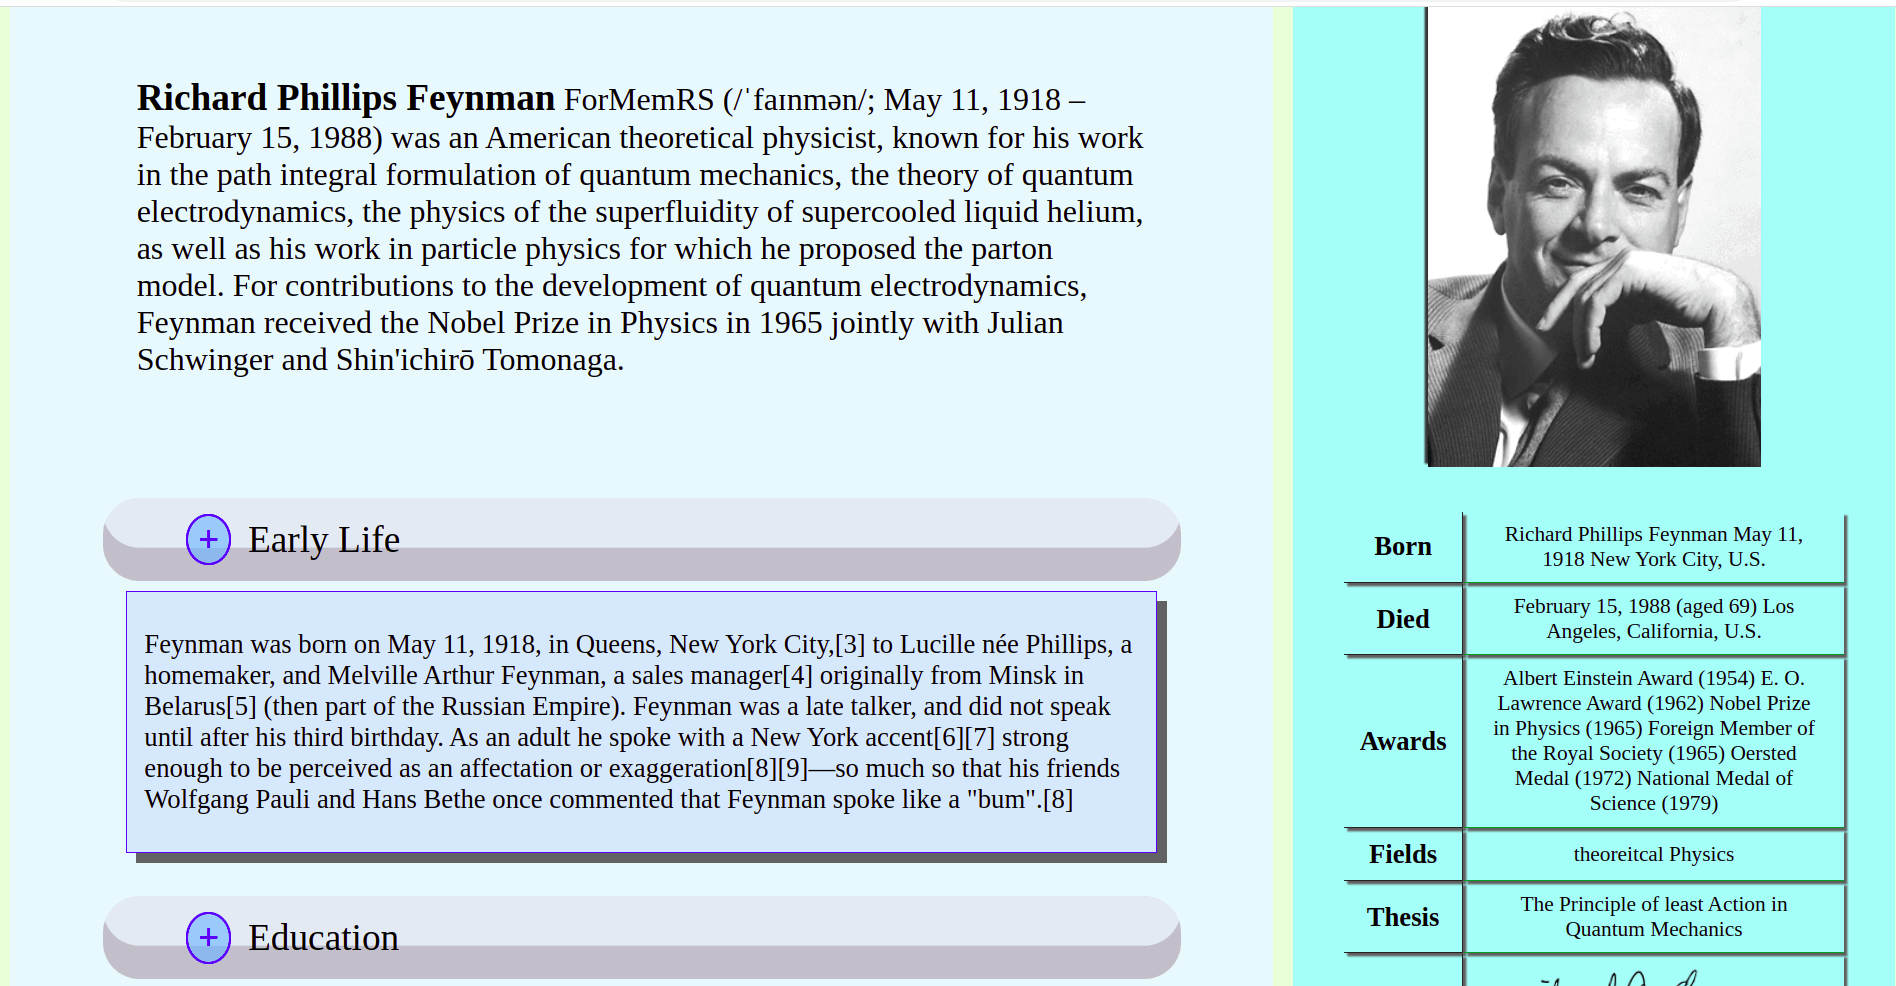 Richard Phillips Feynman ForMemRS (/ˈfaɪnmən/; May 11, 1918 –
February 15, 1988) was an American theoretical physicist, known for his work
in the path integral formulation of quantum mechanics, the theory of quantum
electrodynamics, the physics of the superfluidity of supercooled liquid helium,
as well as his work in particle physics for which he proposed the parton
model. For contributions to the development of quantum electrodynamics,
Feynman received the Nobel Prize in Physics in 1965 jointly with Julian
Schwinger and Shin'ichirō Tomonaga.
+ Early Life
Feynman was born on May 11, 1918, in Queens, New York City,[3] to Lucille née Phillips, a
homemaker, and Melville Arthur Feynman, a sales manager[4] originally from Minsk in
Belarus[5] (then part of the Russian Empire). Feynman was a late talker, and did not speak
until after his third birthday. As an adult he spoke with a New York accent[6][7] strong
enough to be perceived as an affectation or exaggeration[8][9]—so much so that his friends
Wolfgang Pauli and Hans Bethe once commented that Feynman spoke like a "bum".[8]
+ Education
Born
Richard Phillips Feynman May 11,
1918 New York City, U.S.
Died
February 15, 1988 (aged 69) Los
Angeles, California, U.S.
Awards
Albert Einstein Award (1954) E. O.
Lawrence Award (1962) Nobel Prize
in Physics (1965) Foreign Member of
the Royal Society (1965) Oersted
Medal (1972) National Medal of
Science (1979)
Fields
theoreitcal Physics
Thesis
The Principle of least Action in
Quantum Mechanics